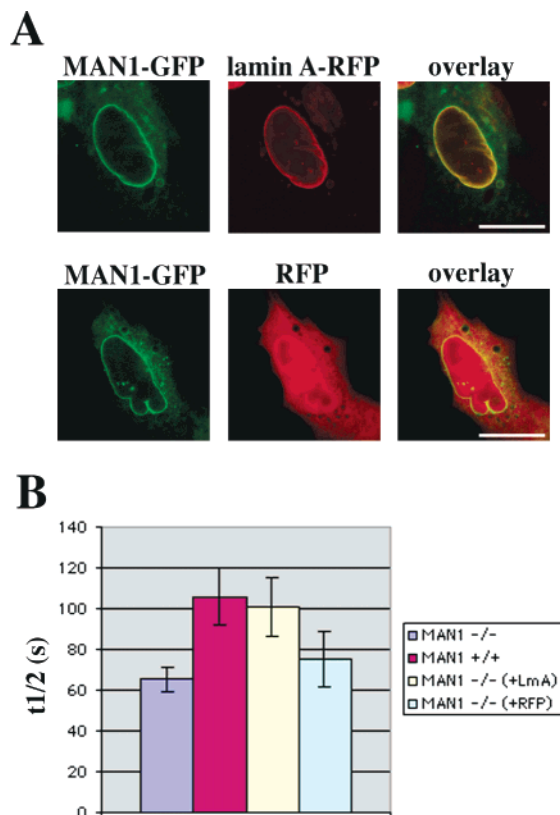 A
MAN1-GFP lamin A-RFP overlay
MAN1-GFP RFP overlay
B
t1/2 (s)
140
120
100
80
60
40
20
0
MAN1 -/-
MAN1 +/+
MAN1 -/- (+LmA)
MAN1 -/- (+RFP)